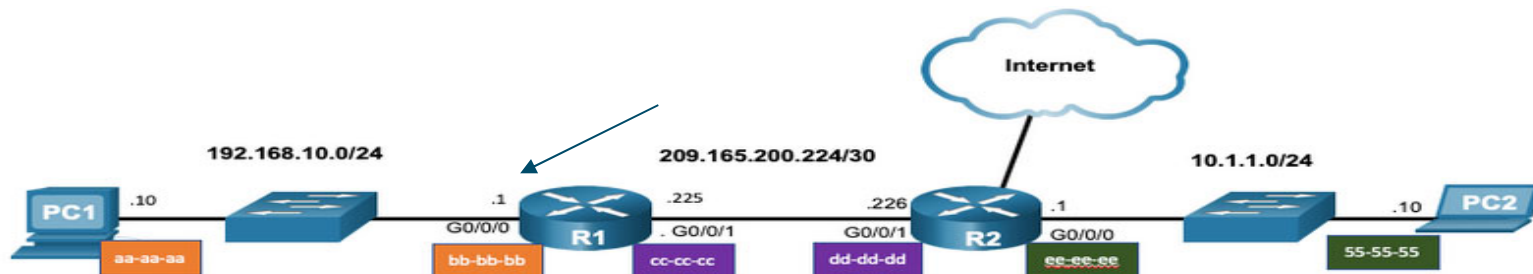 Internet
192.168.10.0/24
209.165.200.224/30
10.1.1.0/24
PC1
.10
.1
G0/0/0
R1
.225
. G0/0/1
.226
G0/0/1
R2
.1
G0/0/0
.10
PC2
aa-aa-aa
bb-bb-bb
cc-cc-cc
dd-dd-dd
ee-ee-ee
55-55-55